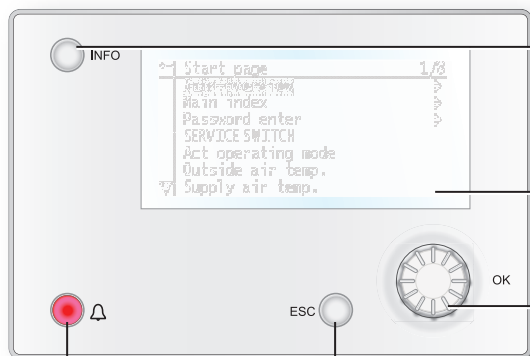 INFO
Start page 1/8
Main index
Password enter
SERVICE SWITCH
Act operating mode
Outside air temp.
Supply air temp.
OK
ESC